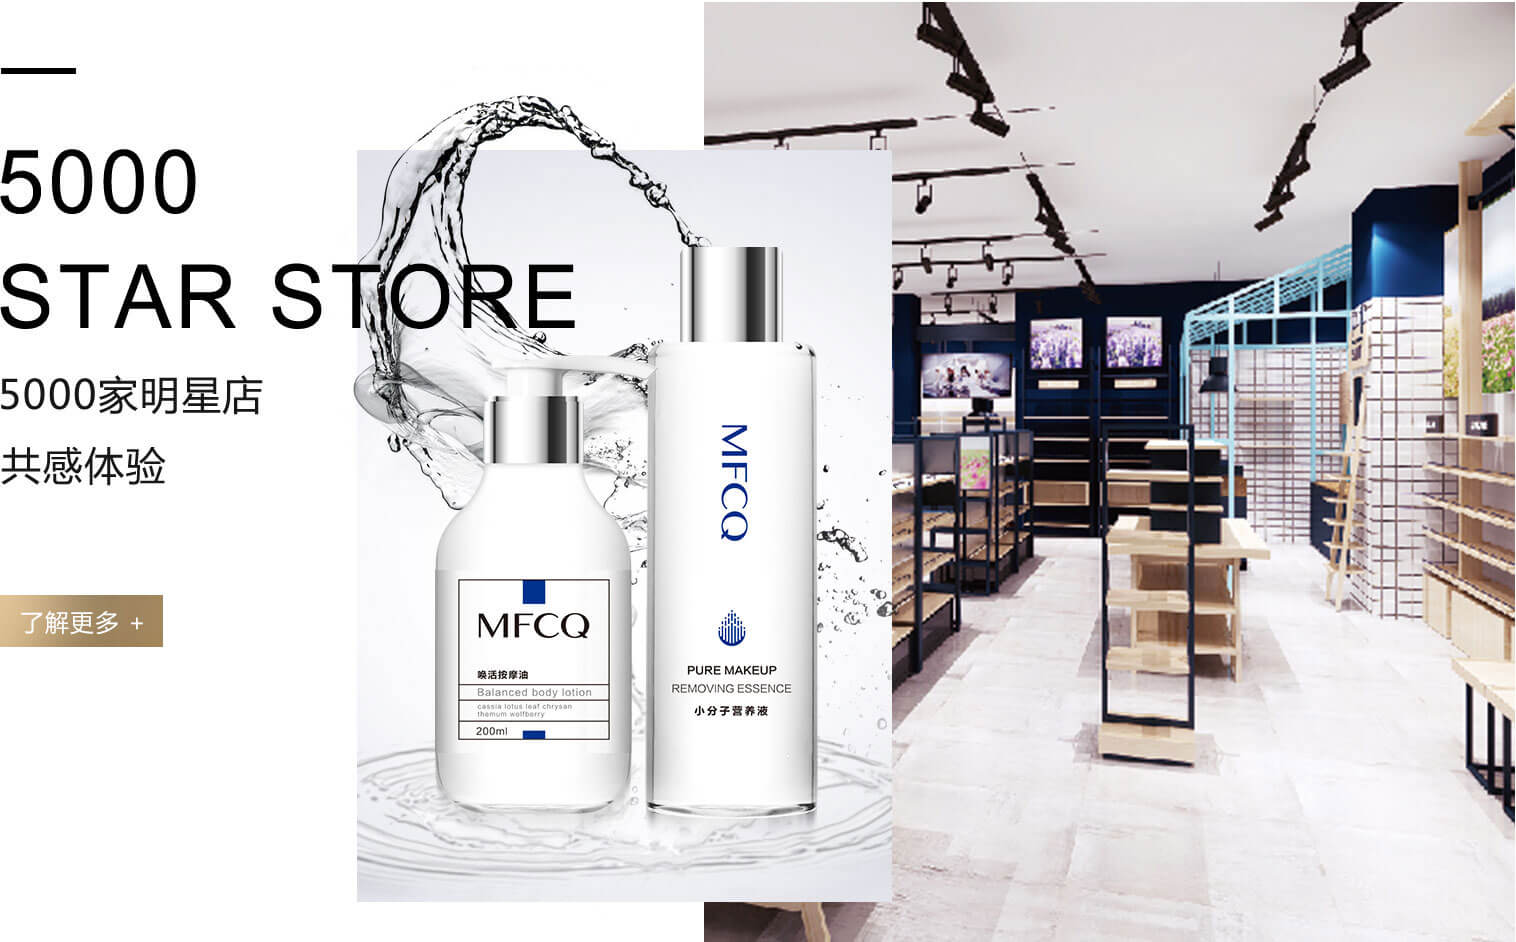 5000
STAR STORE
5000家明星店
共感体验
了解更多 +
MFCQ
唤活按摩油
Balanced body lotion
cassia lotus leaf chrysan
themum wolfberry
200ml
MFCQ
PURE MAKEUP
REMOVING ESSENCE
小分子营养液